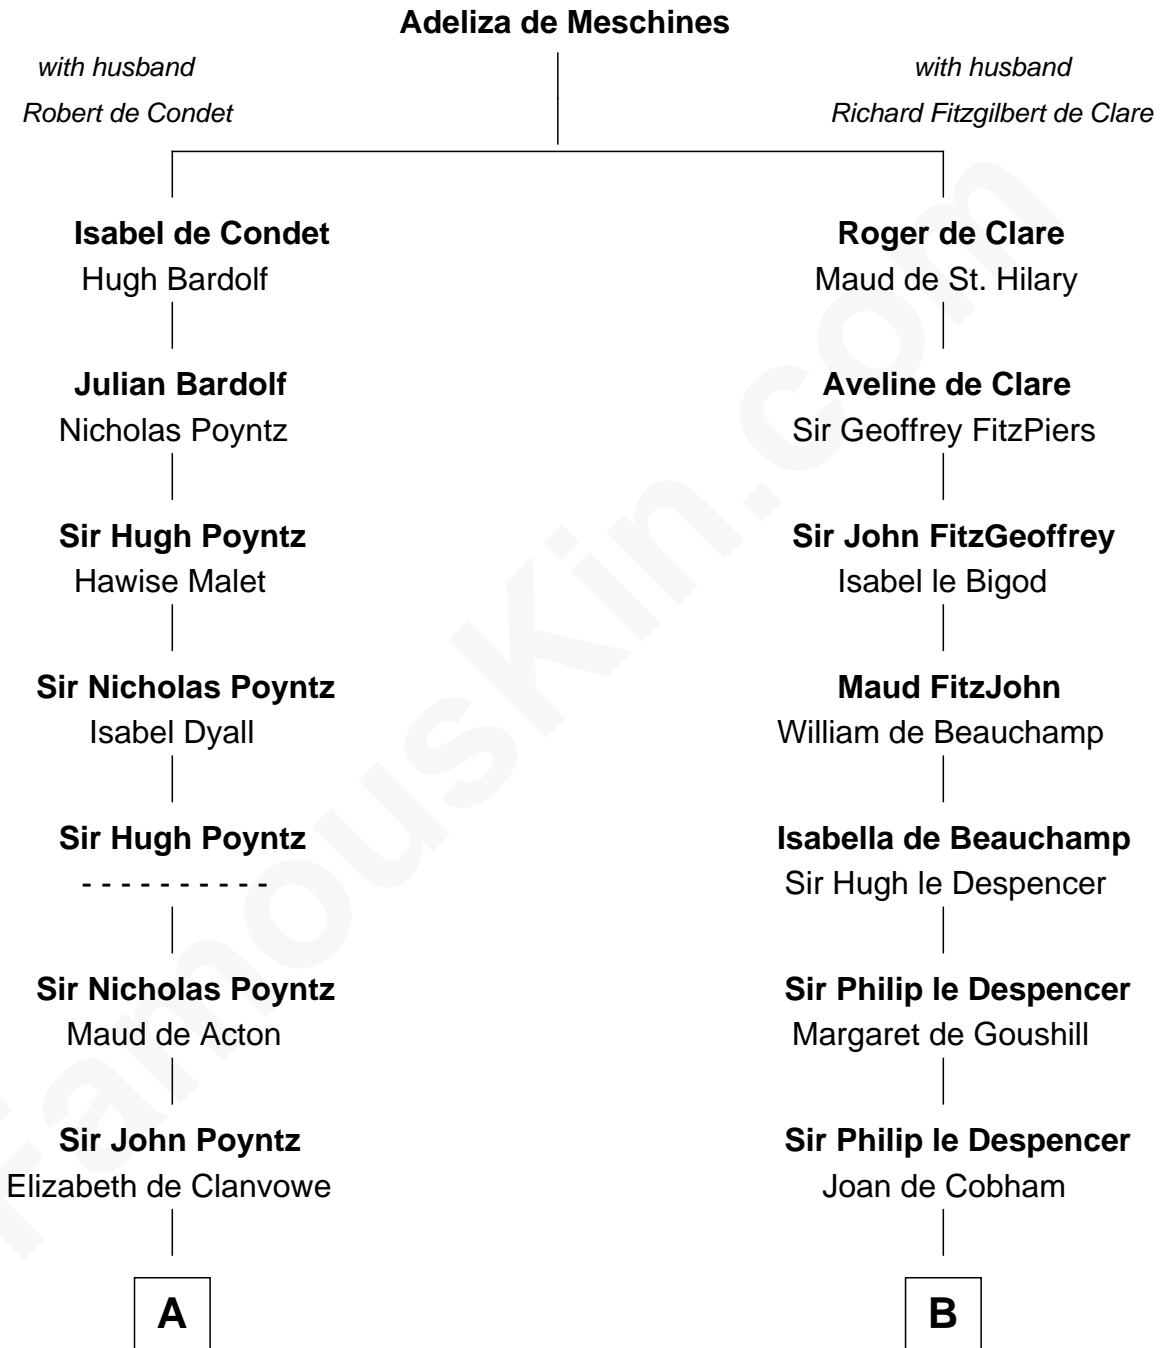 Adeliza de Meschines
with husband
Robert de Condet
with husband
Richard Fitzgilbert de Clare
Isabel de Condet
Hugh Bardolf
Roger de Clare
Maud de St. Hilary
Julian Bardolf
Nicholas Poyntz
Aveline de Clare
Sir Geoffrey FitzPiers
Sir Hugh Poyntz
Hawise Malet
Sir John FitzGeoffrey
Isabel le Bigod
Sir Nicholas Poyntz
Isabel Dyall
Maud FitzJohn
William de Beauchamp
Sir Hugh Poyntz
- - - - - - - - - -
Isabella de Beauchamp
Sir Hugh le Despencer
Sir Nicholas Poyntz
Maud de Acton
Sir Philip le Despencer
Margaret de Goushill
Sir John Poyntz
Elizabeth de Clanvowe
Sir Philip le Despencer
Joan de Cobham
A
B
FamousKin.com